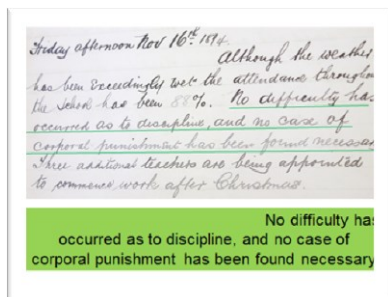 Friday afternoon Nov 16th 1894.
Although the weather
has been exceedingly wet the attendance throughou
the School has been 88%. No difficulty has
occurred as to discipline, and no case of
corporal punishment has been found necessar
Three additional teachers are being appointed
to commence work after Christmas.
No difficulty has
occurred as to discipline, and no case of
corporal punishment has been found necessary